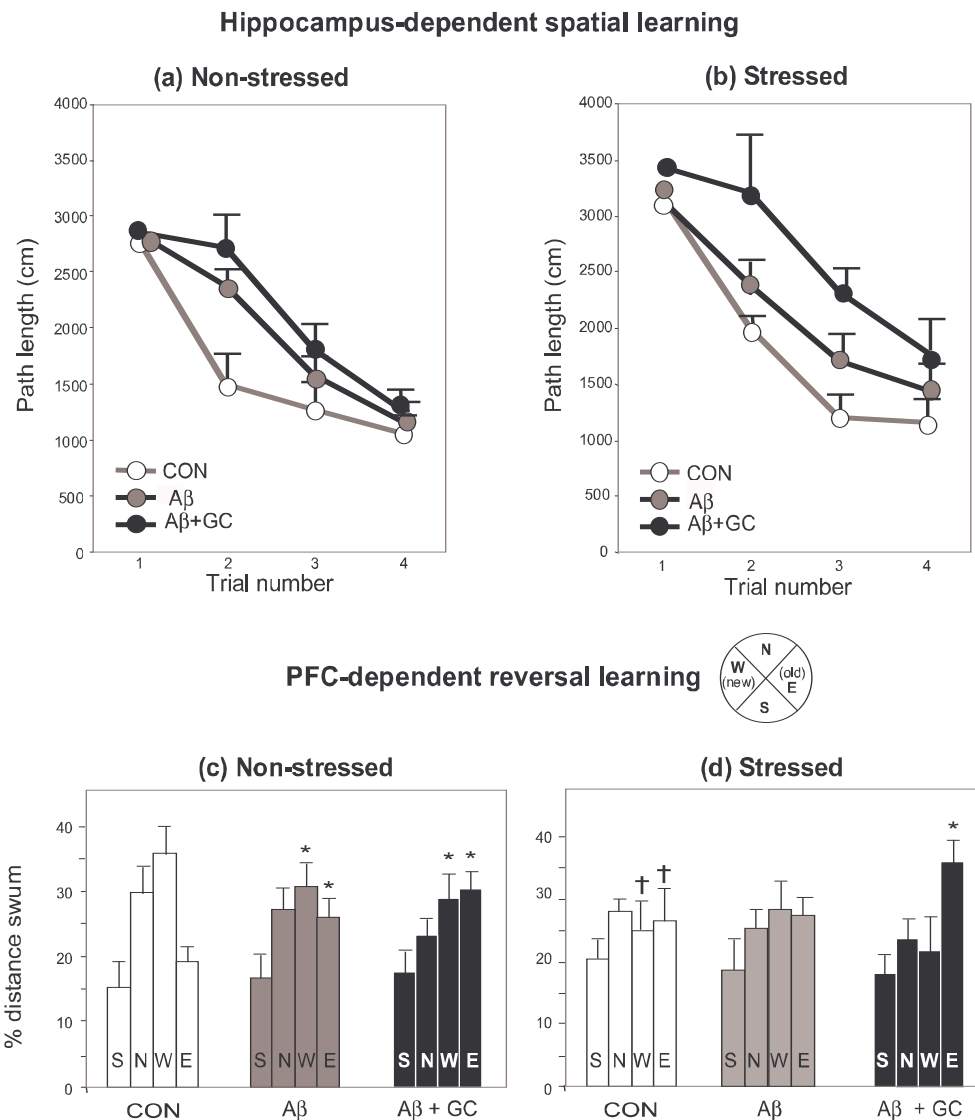 Hippocampus-dependent spatial learning
(a) Non-stressed
4000
3500
3000
2500
2000
1500
1000
500
0
Path length (cm)
CON
Aβ
Aβ+GC
1 2 3 4
Trial number
(b) Stressed
4000
3500
3000
2500
2000
1500
1000
500
0
Path length (cm)
CON
Aβ
Aβ+GC
1 2 3 4
Trial number
PFC-dependent reversal learning
N
W (old)
(new) E
S
(c) Non-stressed
40
30
20
10
0
% distance swum
* * * *
S N W E S N W E S N W E
CON Aβ Aβ + GC
(d) Stressed
40
30
20
10
0
† † *
S N W E S N W E S N W E
CON Aβ Aβ + GC